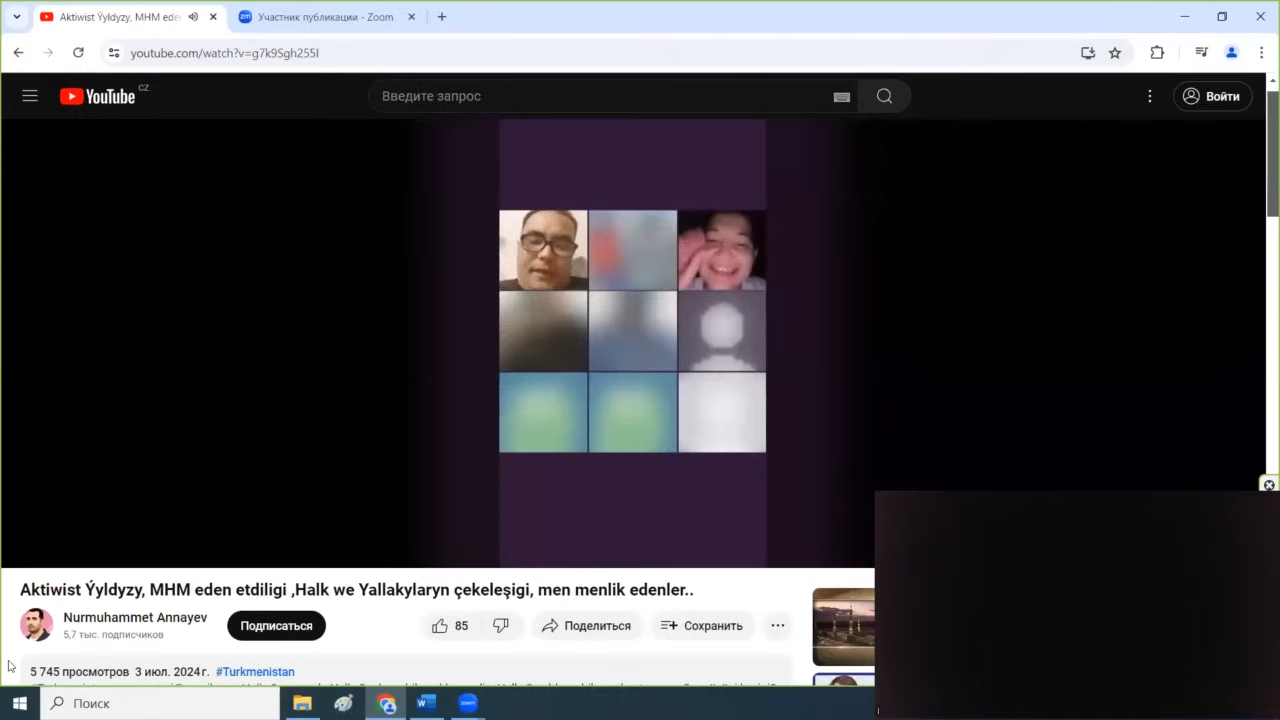 Aktiwist Ýyldyzy, MHM eden
Участник публикации - Zoom
youtube.com/watch?v=g7k9Sgh255I
YouTube CZ
Введите запрос
Войти
Aktiwist Ýyldyzy, MHM eden etdiligi ,Halk we Yallakylaryn çekeleşigi, men menlik edenler..
Nurmuhammet Annayev
5,7 тыс. подписчиков
Подписаться
85
Поделиться
Сохранить
5 745 просмотров 3 июл. 2024 г. #Turkmenistan
Поиск